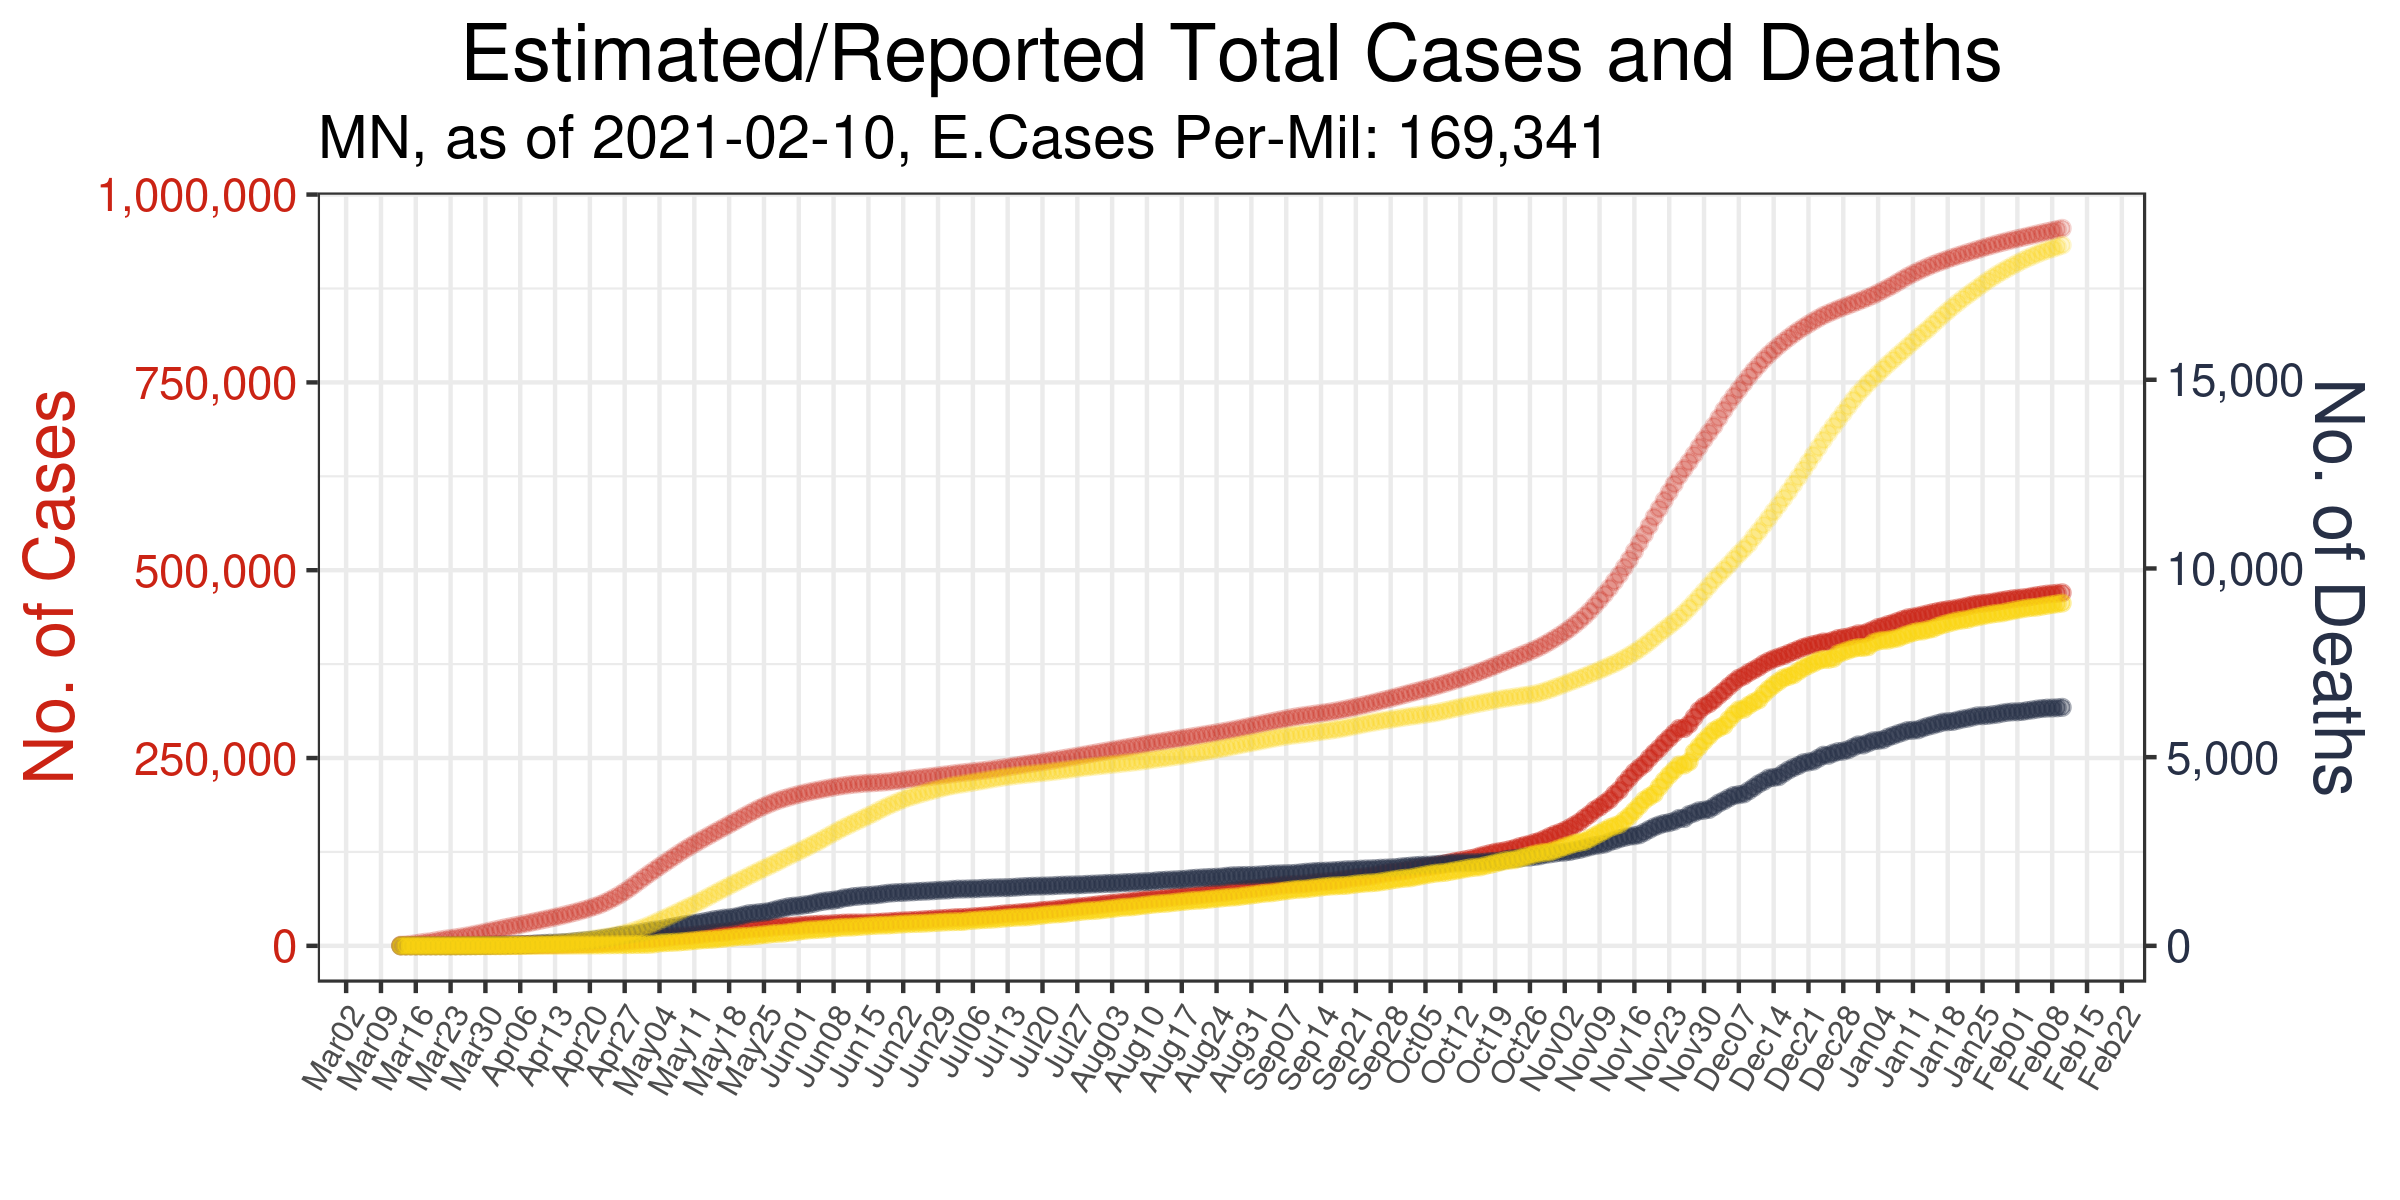 Estimated/Reported Total Cases and Deaths
MN, as of 2021-02-10, E.Cases Per-Mil: 169,341
No. of Cases
1,000,000
750,000
500,000
250,000
0
15,000
10,000
5,000
0
No. of Deaths
Mar02
Mar09
Mar16
Mar23
Mar30
Apr06
Apr13
Apr20
Apr27
May04
May11
May18
May25
Jun01
Jun08
Jun15
Jun22
Jun29
Jul06
Jul13
Jul20
Jul27
Aug03
Aug10
Aug17
Aug24
Aug31
Sep07
Sep14
Sep21
Sep28
Oct05
Oct12
Oct19
Oct26
Nov02
Nov09
Nov16
Nov23
Nov30
Dec07
Dec14
Dec21
Dec28
Jan04
Jan11
Jan18
Jan25
Feb01
Feb08
Feb15
Feb22